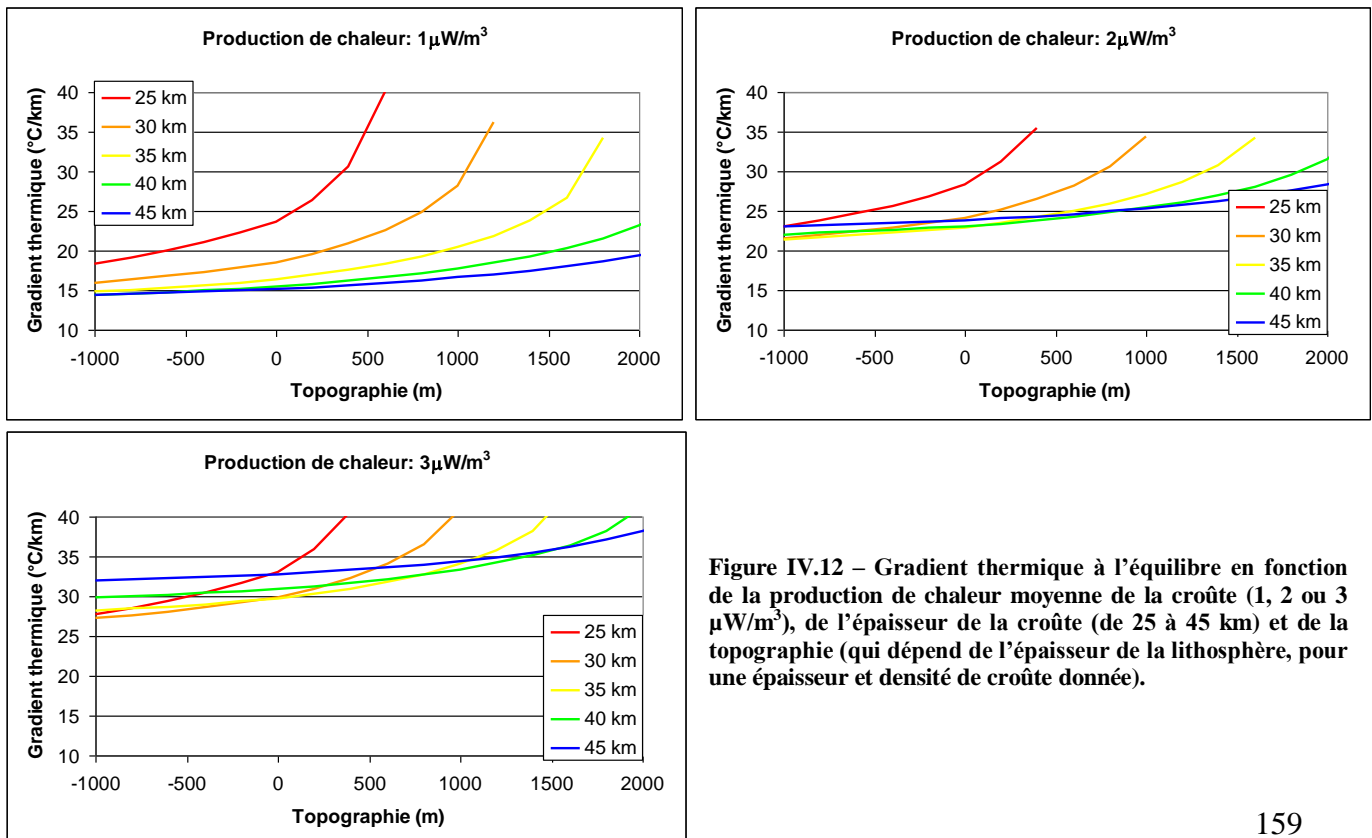 Production de chaleur: 1µW/m³
Gradient thermique (°C/km)
40
35
30
25
20
15
10
25 km
30 km
35 km
40 km
45 km
-1000
-500
0
500
1000
1500
2000
Topographie (m)
Production de chaleur: 2µW/m³
Gradient thermique (°C/km)
40
35
30
25
20
15
10
25 km
30 km
35 km
40 km
45 km
-1000
-500
0
500
1000
1500
2000
Topographie (m)
Production de chaleur: 3µW/m³
Gradient thermique (°C/km)
40
35
30
25
20
15
10
25 km
30 km
35 km
40 km
45 km
-1000
-500
0
500
1000
1500
2000
Topographie (m)
Figure IV.12 – Gradient thermique à l’équilibre en fonction
de la production de chaleur moyenne de la croûte (1, 2 ou 3
µW/m³), de l’épaisseur de la croûte (de 25 à 45 km) et de la
topographie (qui dépend de l’épaisseur de la lithosphère, pour
une épaisseur et densité de croûte donnée).
159